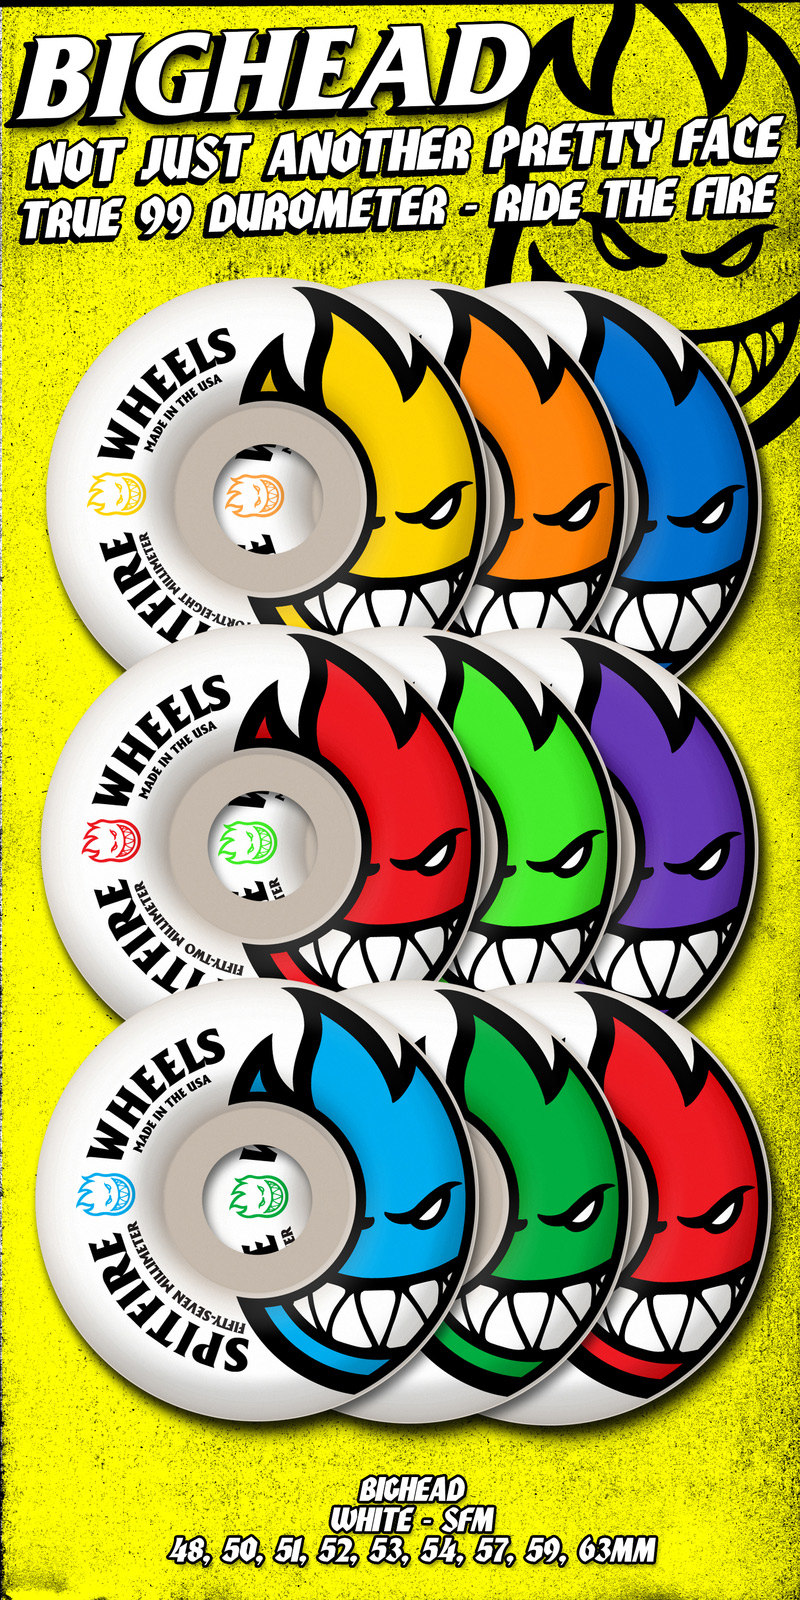 BIGHEAD
NOT JUST ANOTHER PRETTY FACE
TRUE 99 DUROMETER - RIDE THE FIRE
WHEELS
MADE IN THE USA
FORTY-EIGHT MILLIMETER
WHEELS
MADE IN THE USA
FIFTY-TWO MILLIMETER
WHEELS
MADE IN THE USA
SPITFIRE
FIFTY-SEVEN MILLIMETER
BIGHEAD
WHITE - SFM
48, 50, 51, 52, 53, 54, 57, 59, 63MM